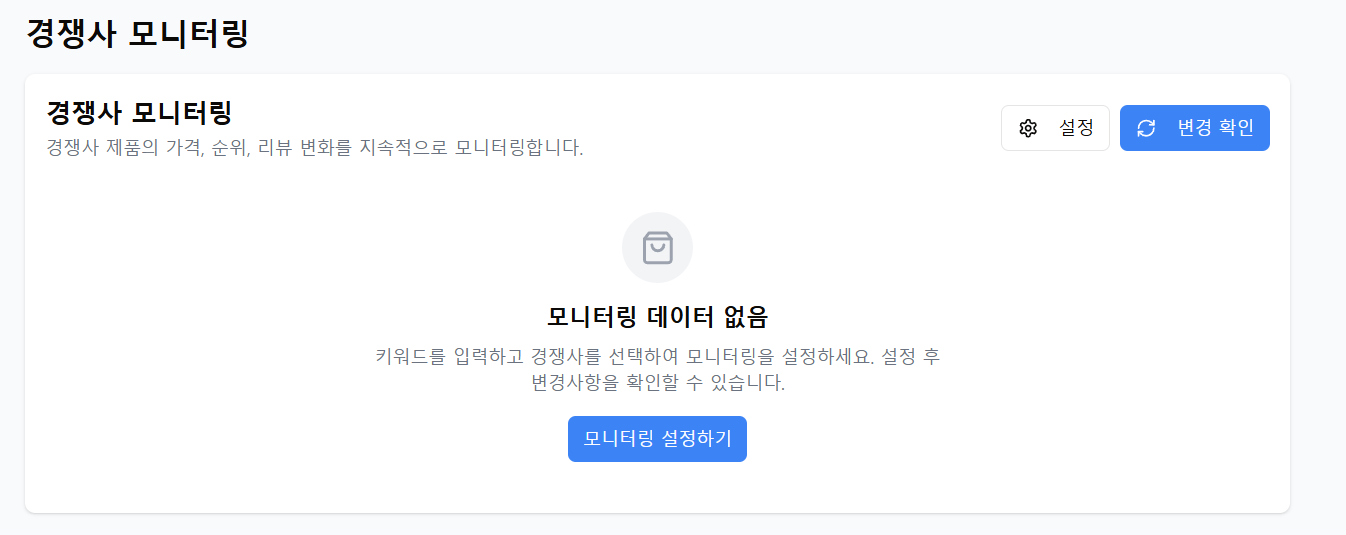 경쟁사 모니터링
경쟁사 모니터링
경쟁사 제품의 가격, 순위, 리뷰 변화를 지속적으로 모니터링합니다.
설정
변경 확인
모니터링 데이터 없음
키워드를 입력하고 경쟁사를 선택하여 모니터링을 설정하세요. 설정 후
변경사항을 확인할 수 있습니다.
모니터링 설정하기